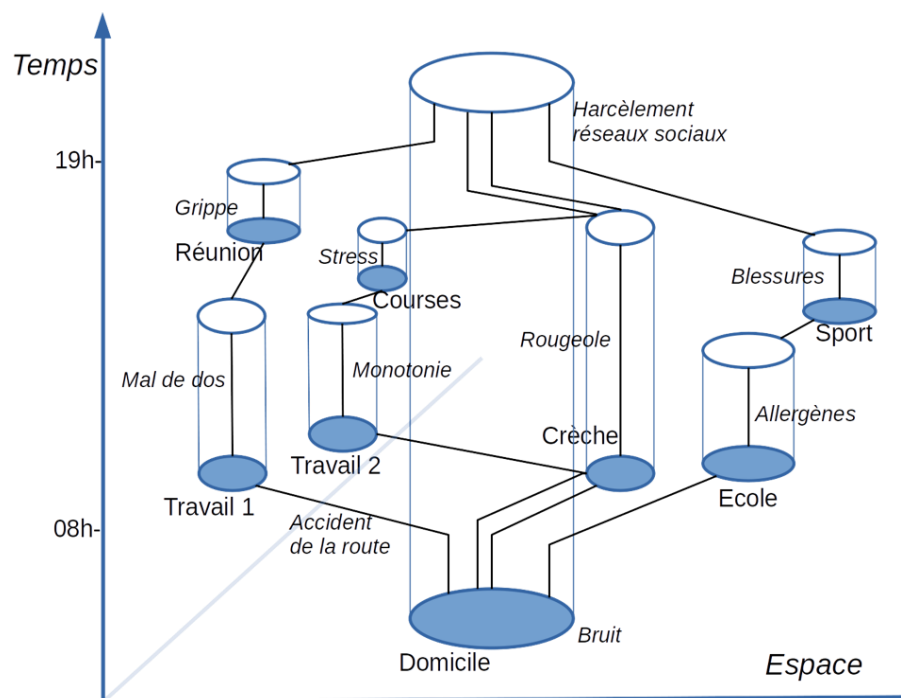 Temps
Harcèlement
réseaux sociaux
19h-
Grippe
Réunion
Stress
Courses
Blessures
Sport
Rougeole
Mal de dos
Monotonie
Allergènes
Crèche
Travail 2
Travail 1
Ecole
Accident
de la route
08h-
Bruit
Domicile
Espace